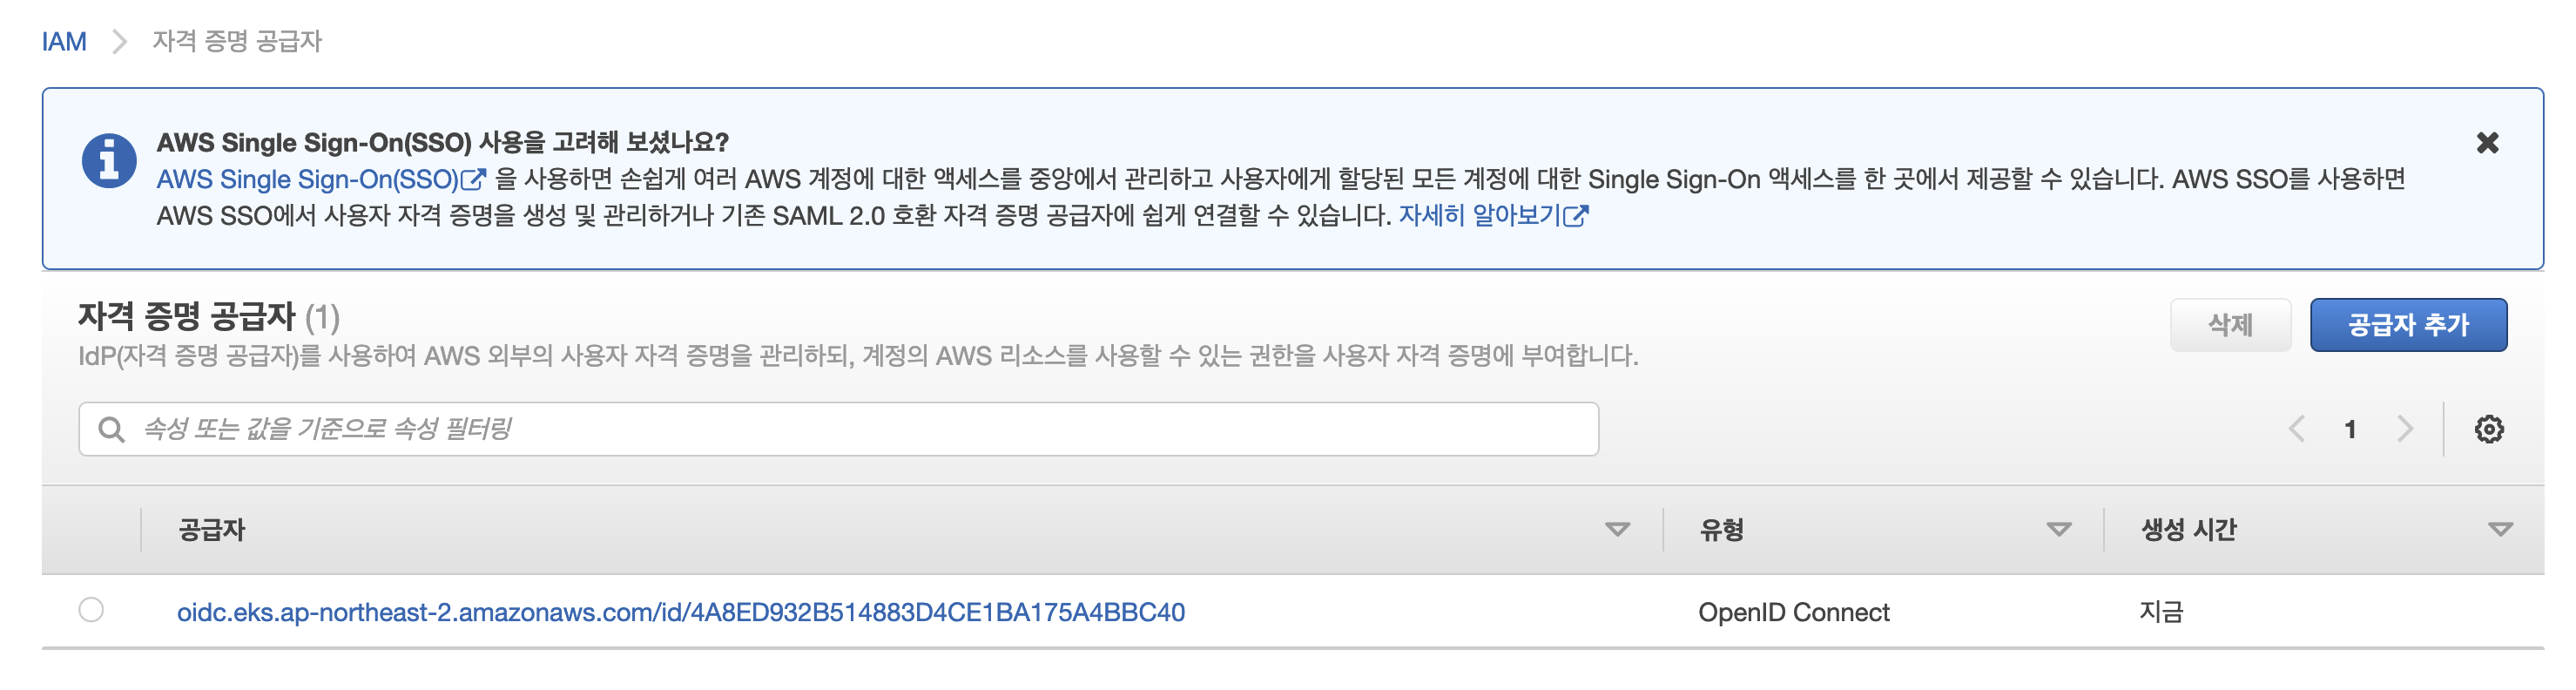 IAM 자격 증명 공급자
AWS Single Sign-On(SSO) 사용을 고려해 보셨나요?
AWS Single Sign-On(SSO) 을 사용하면 손쉽게 여러 AWS 계정에 대한 액세스를 중앙에서 관리하고 사용자에게 할당된 모든 계정에 대한 Single Sign-On 액세스를 한 곳에서 제공할 수 있습니다. AWS SSO를 사용하면
AWS SSO에서 사용자 자격 증명을 생성 및 관리하거나 기존 SAML 2.0 호환 자격 증명 공급자에 쉽게 연결할 수 있습니다. 자세히 알아보기
자격 증명 공급자 (1)
삭제
공급자 추가
IdP(자격 증명 공급자)를 사용하여 AWS 외부의 사용자 자격 증명을 관리하되, 계정의 AWS 리소스를 사용할 수 있는 권한을 사용자 자격 증명에 부여합니다.
속성 또는 값을 기준으로 속성 필터링
1
공급자 유형 생성 시간
oidc.eks.ap-northeast-2.amazonaws.com/id/4A8ED932B514883D4CE1BA175A4BBC40 OpenID Connect 지금